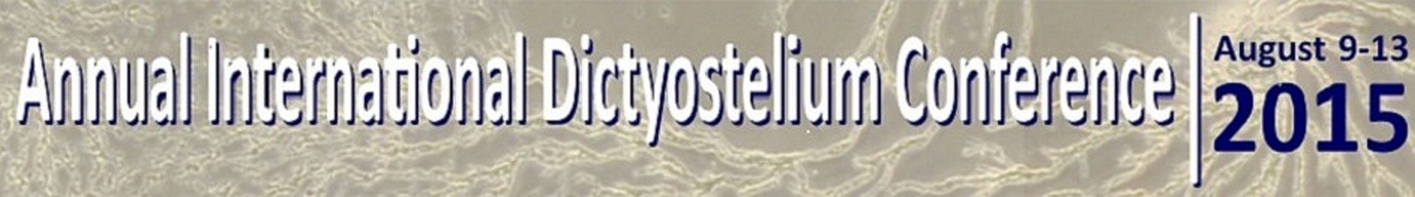 Annual International Dictyostelium Conference
August 9-13
2015